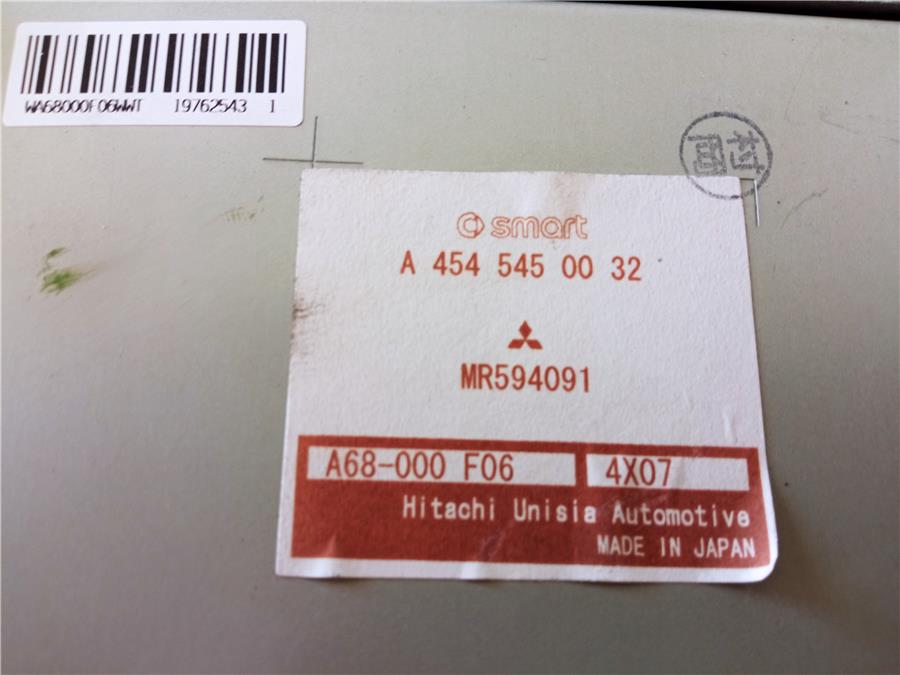 WA68000F06WWT 19762543 1
smart
A 454 545 00 32
MR594091
A68-000 F06 4X07
Hitachi Unisia Automotive
MADE IN JAPAN